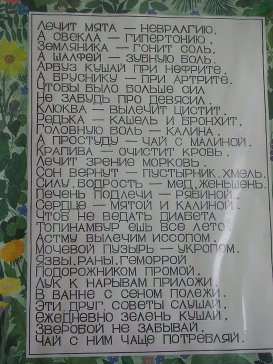 Лечит мята — невралгию.
А свекла — гипертонию.
Земляника — гонит соль.
А шалфей — зубную боль.
Арбуз кушай при нефрите.
А бруснику — при артрите.
Чтобы было больше сил
Не забудь про девясил.
Клюква — вылечит цистит.
Редька — кашель и бронхит.
Головную боль — калина.
А простуду — чай с малиной.
Крапива — очистит кровь.
Лечит зрение морковь.
Сон вернут — пустырник, хмель.
Силу, бодрость — мед, женьшень.
Печень подлечи — рябиной.
Сердце — мятой и калиной.
Чтоб не ведать диабета
Топинамбур ешь все лето.
Астму вылечим иссопом.
Мочевой пузырь — укропом.
Язвы, раны, геморрой
Подорожником промой.
Лук к нарывам приложи.
В ванне с сеном полежи.
Эти друг советы слушай,
Ежедневно зелень кушай,
Зверобой не забывай.
Чай с ним чаще потребляй.